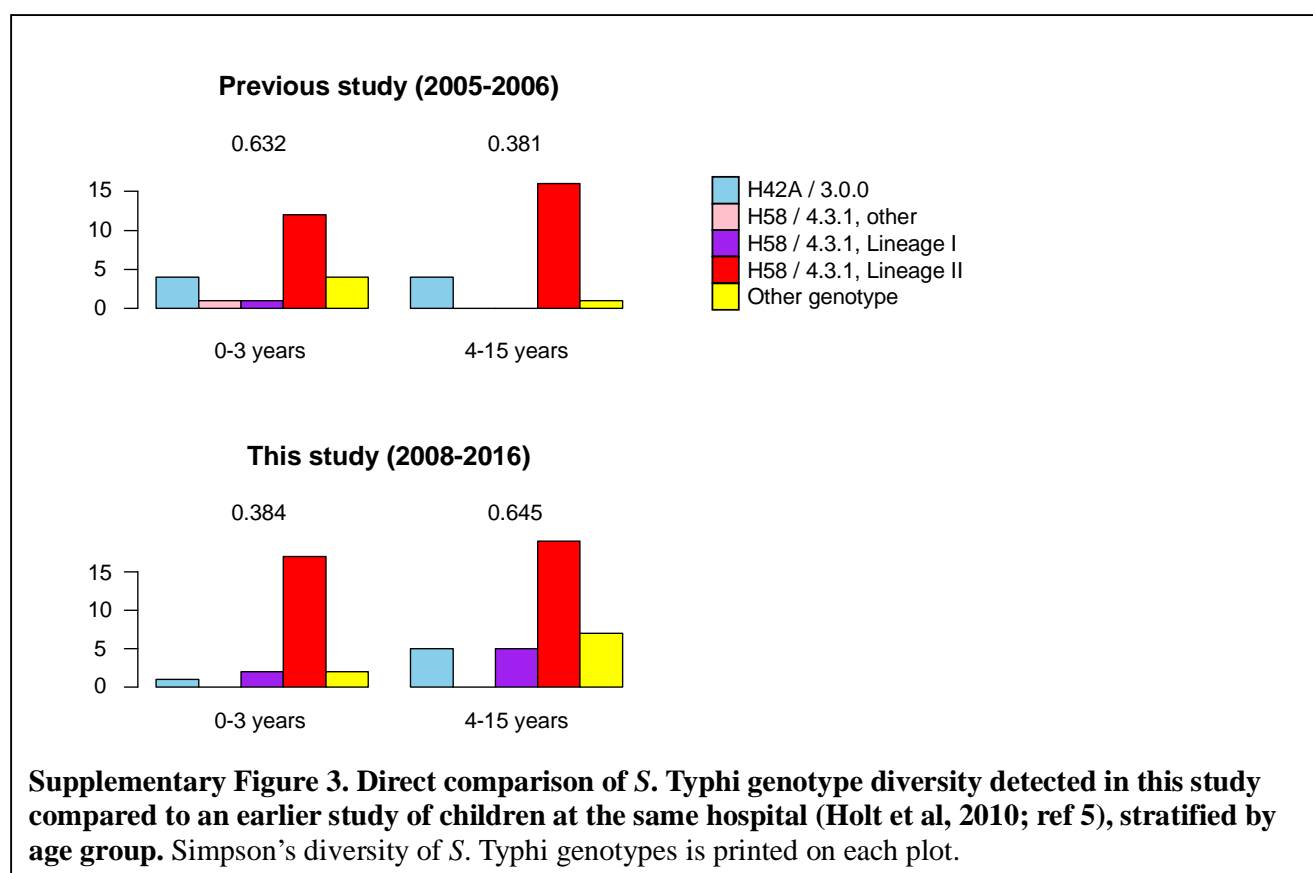 Previous study (2005-2006)
0.632 0.381
15
10
5
0
0-3 years 4-15 years
H42A / 3.0.0
H58 / 4.3.1, other
H58 / 4.3.1, Lineage I
H58 / 4.3.1, Lineage II
Other genotype
This study (2008-2016)
0.384 0.645
15
10
5
0
0-3 years 4-15 years
Supplementary Figure 3. Direct comparison of S. Typhi genotype diversity detected in this study
compared to an earlier study of children at the same hospital (Holt et al, 2010; ref 5), stratified by
age group. Simpson’s diversity of S. Typhi genotypes is printed on each plot.